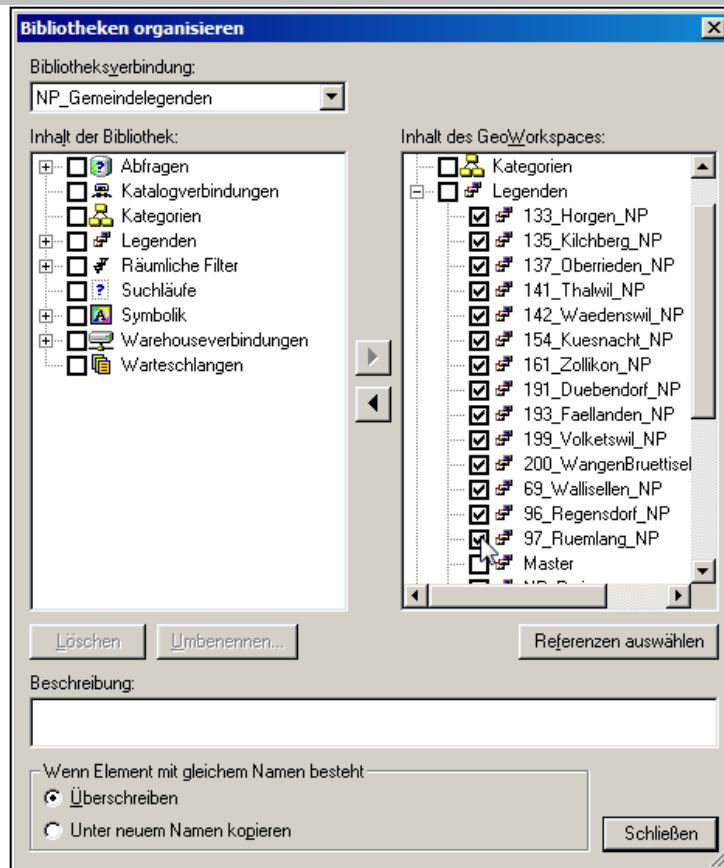 Bibliotheken organisieren
Bibliotheksverbindung:
NP_Gemeindelegenden
Inhalt der Bibliothek:
Abfragen
Katalogverbindungen
Kategorien
Legenden
Räumliche Filter
Suchläufe
Symbolik
Warehouseverbindungen
Warteschlangen
Inhalt des GeoWorkspaces:
Kategorien
Legenden
133_Horgen_NP
135_Kilchberg_NP
137_Oberrieden_NP
141_Thalwil_NP
142_Waedenswil_NP
154_Kuesnacht_NP
161_Zollikon_NP
191_Duebendorf_NP
193_Faellanden_NP
199_Volketswil_NP
200_WangenBruettisel
69_Wallisellen_NP
96_Regensdorf_NP
97_Ruemlang_NP
Master
Löschen
Umbenennen...
Referenzen auswählen
Beschreibung:
Wenn Element mit gleichem Namen besteht
Überschreiben
Unter neuem Namen kopieren
Schließen